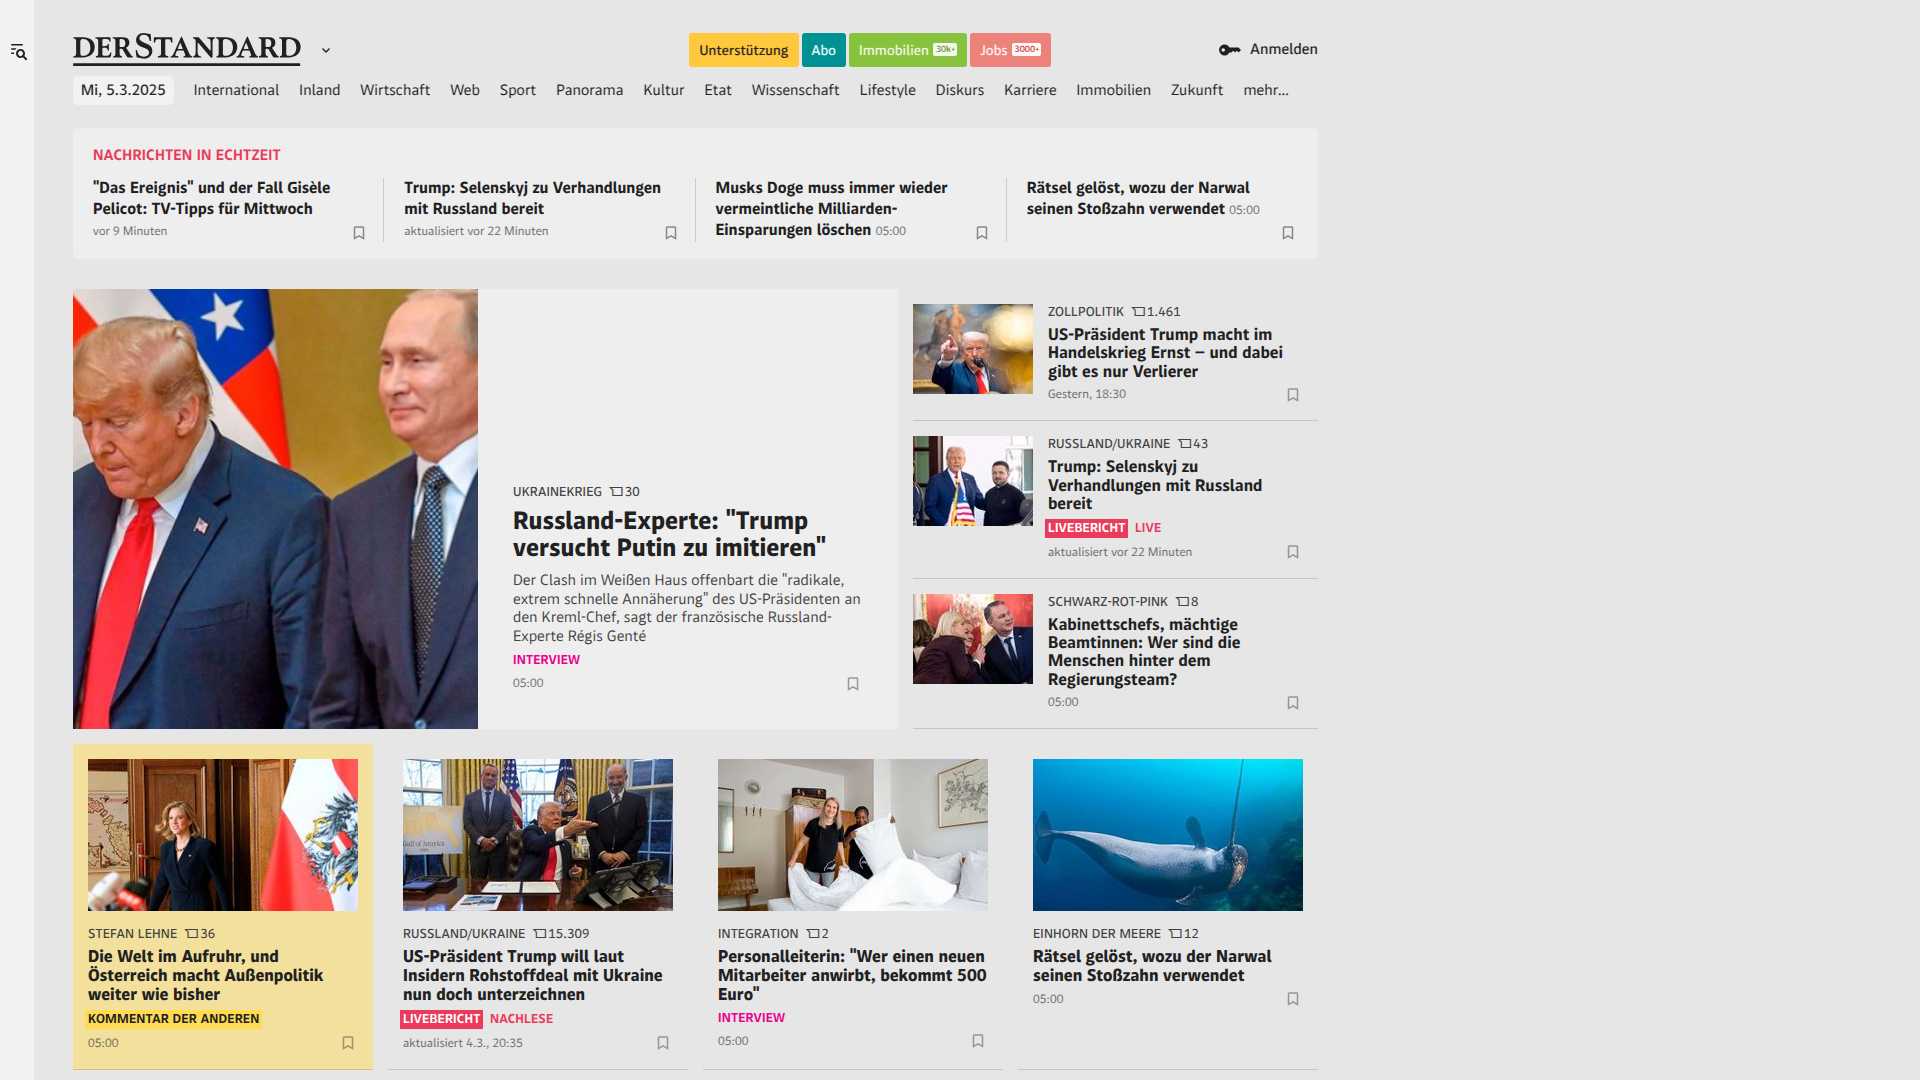 DERSTANDARD
Unterstützung
Abo
Immobilien 30k+
Jobs 3000+
Anmelden
Mi, 5.3.2025
International
Inland
Wirtschaft
Web
Sport
Panorama
Kultur
Etat
Wissenschaft
Lifestyle
Diskurs
Karriere
Immobilien
Zukunft
mehr...
NACHRICHTEN IN ECHTZEIT
"Das Ereignis" und der Fall Gisèle
Pelicot: TV-Tipps für Mittwoch
vor 9 Minuten
Trump: Selenskyj zu Verhandlungen
mit Russland bereit
aktualisiert vor 22 Minuten
Musks Doge muss immer wieder
vermeintliche Milliarden-
Einsparungen löschen 05:00
Rätsel gelöst, wozu der Narwal
seinen Stoßzahn verwendet 05:00
UKRAINEKRIEG 30
Russland-Experte: "Trump
versucht Putin zu imitieren"
Der Clash im Weißen Haus offenbart die "radikale,
extrem schnelle Annäherung" des US-Präsidenten an
den Kreml-Chef, sagt der französische Russland-
Experte Régis Genté
INTERVIEW
05:00
ZOLLPOLITIK 1.461
US-Präsident Trump macht im
Handelskrieg Ernst – und dabei
gibt es nur Verlierer
Gestern, 18:30
RUSSLAND/UKRAINE 43
Trump: Selenskyj zu
Verhandlungen mit Russland
bereit
LIVEBERICHT LIVE
aktualisiert vor 22 Minuten
SCHWARZ-ROT-PINK 8
Kabinettschefs, mächtige
Beamtinnen: Wer sind die
Menschen hinter dem
Regierungsteam?
05:00
STEFAN LEHNE 36
Die Welt im Aufruhr, und
Österreich macht Außenpolitik
weiter wie bisher
KOMMENTAR DER ANDEREN
05:00
Gulf of America
RUSSLAND/UKRAINE 15.309
US-Präsident Trump will laut
Insidern Rohstoffdeal mit Ukraine
nun doch unterzeichnen
LIVEBERICHT NACHLESE
aktualisiert 4.3., 20:35
INTEGRATION 2
Personalleiterin: "Wer einen neuen
Mitarbeiter anwirbt, bekommt 500
Euro"
INTERVIEW
05:00
EINHORN DER MEERE 12
Rätsel gelöst, wozu der Narwal
seinen Stoßzahn verwendet
05:00